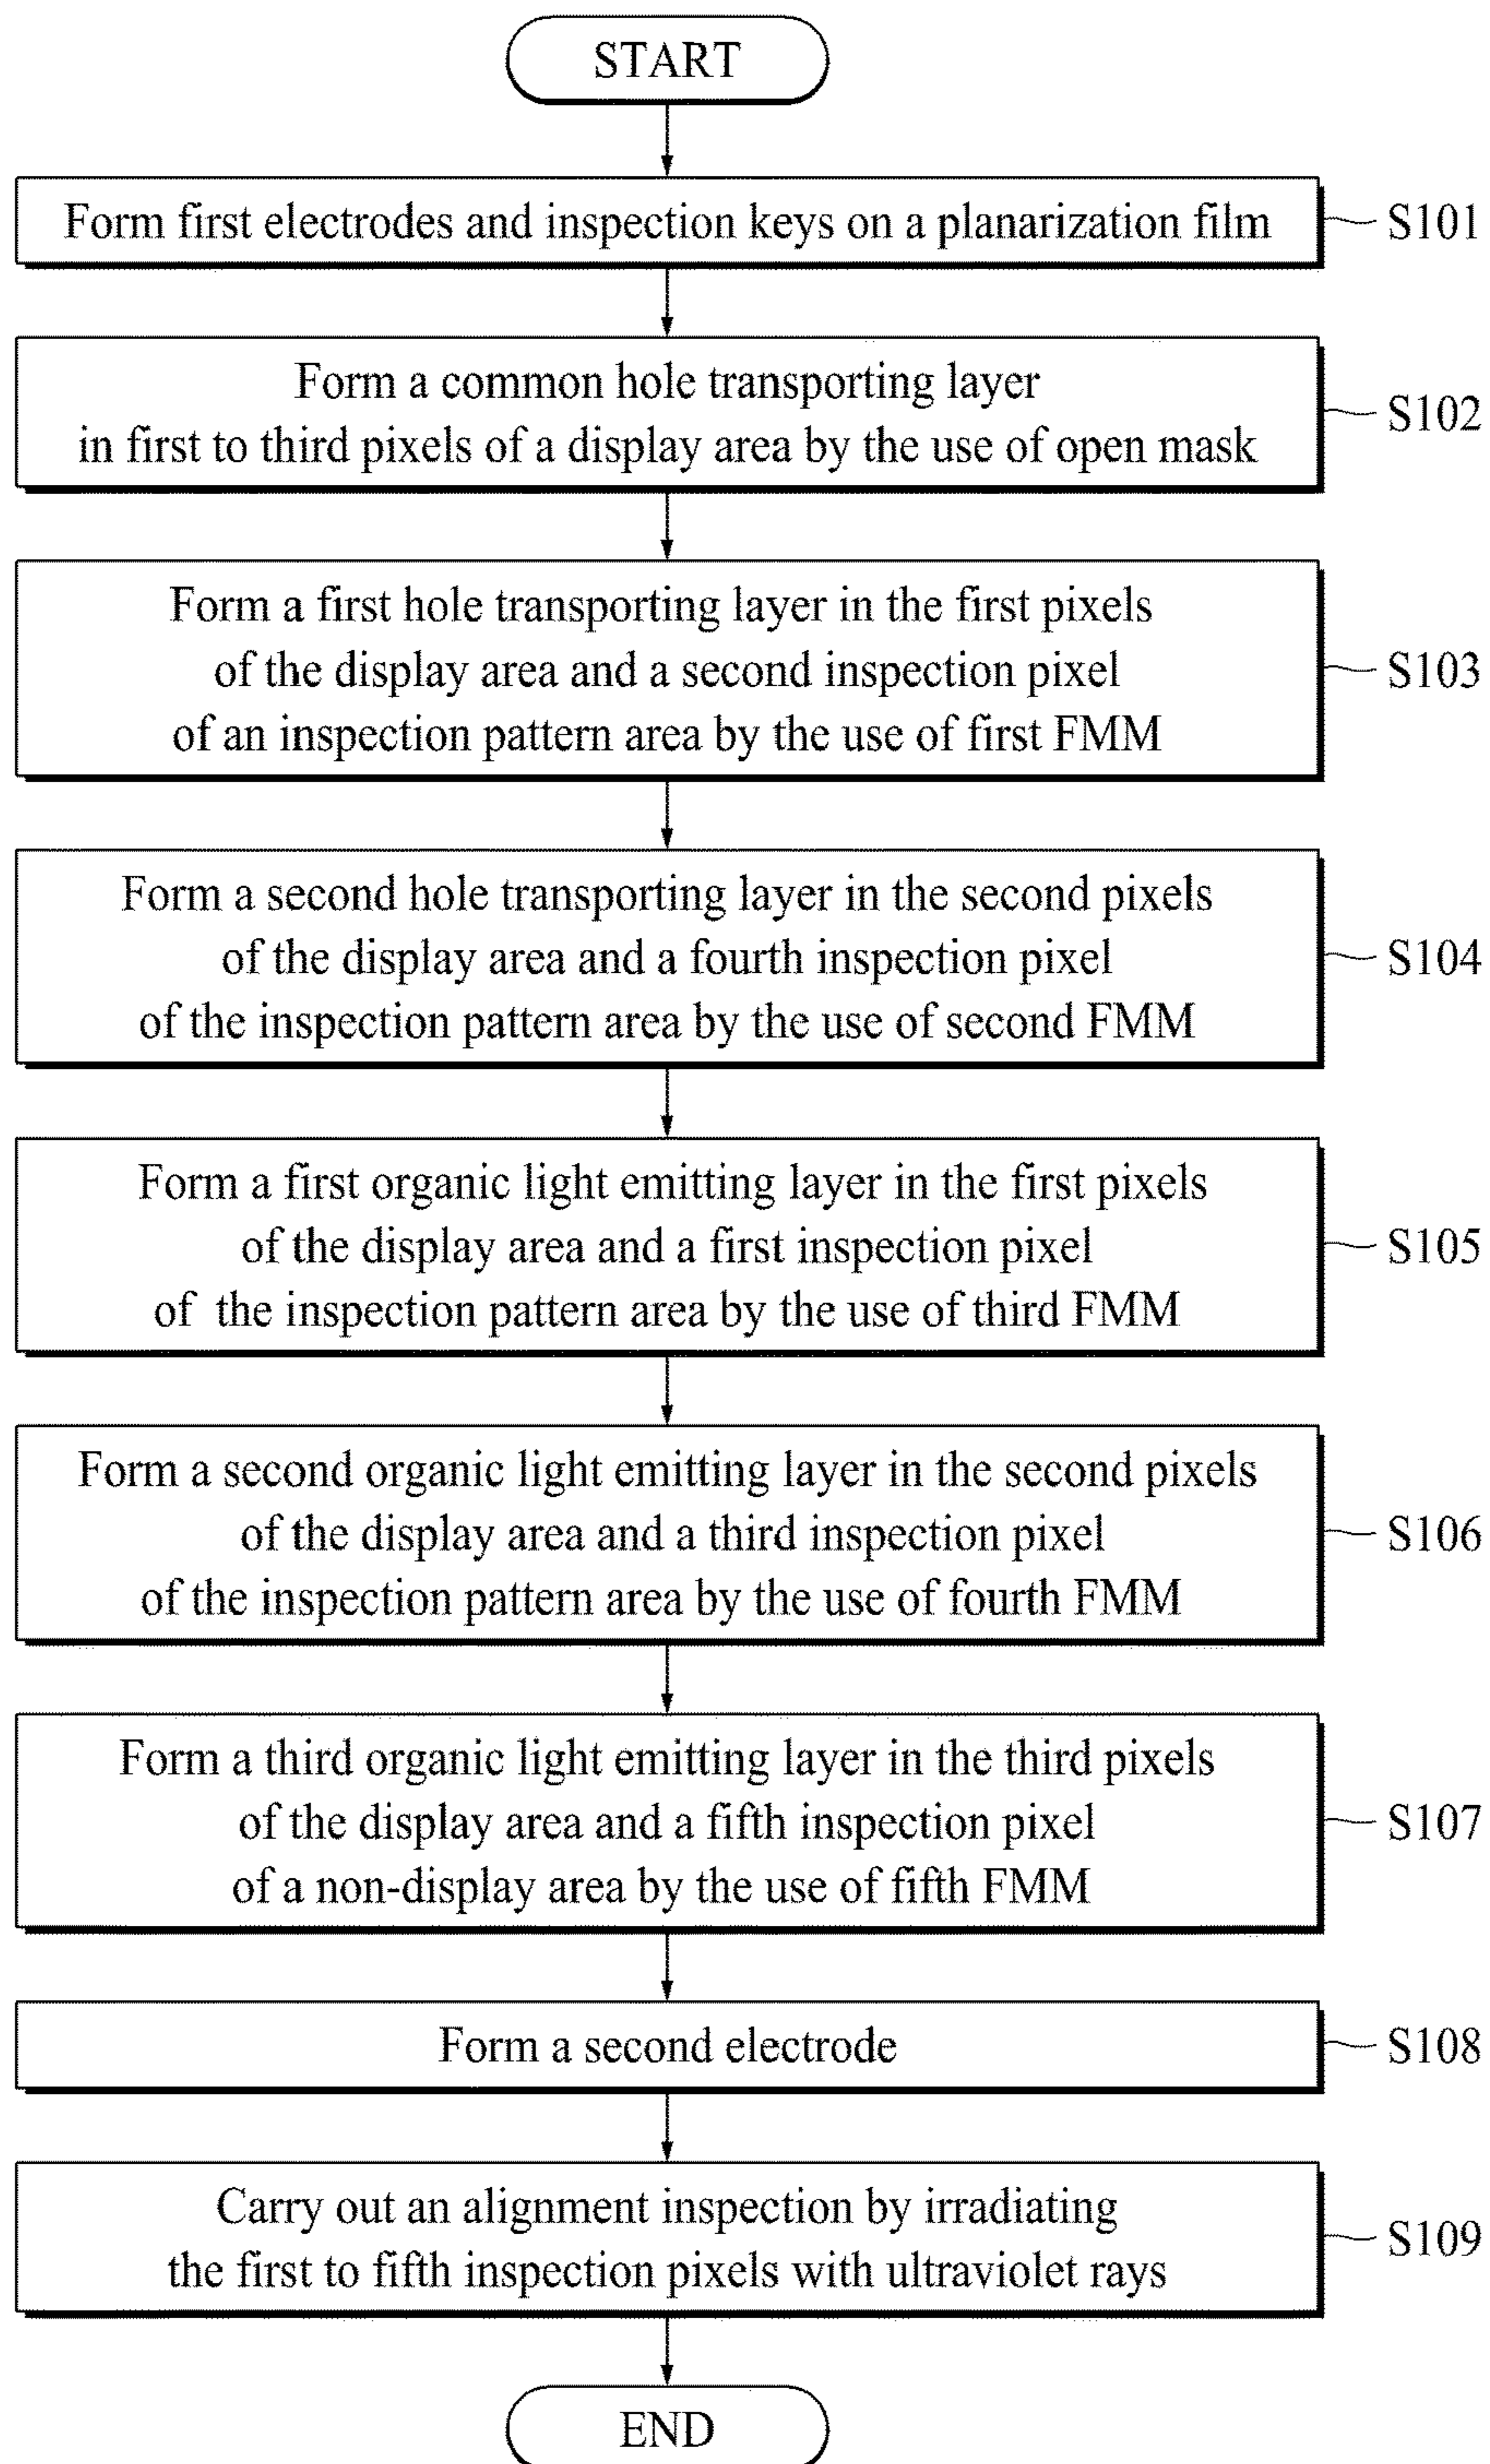 START
Form first electrodes and inspection keys on a planarization film
S101
Form a common hole transporting layer
in first to third pixels of a display area by the use of open mask
S102
Form a first hole transporting layer in the first pixels
of the display area and a second inspection pixel
of an inspection pattern area by the use of first FMM
S103
Form a second hole transporting layer in the second pixels
of the display area and a fourth inspection pixel
of the inspection pattern area by the use of second FMM
S104
Form a first organic light emitting layer in the first pixels
of the display area and a first inspection pixel
of the inspection pattern area by the use of third FMM
S105
Form a second organic light emitting layer in the second pixels
of the display area and a third inspection pixel
of the inspection pattern area by the use of fourth FMM
S106
Form a third organic light emitting layer in the third pixels
of the display area and a fifth inspection pixel
of a non-display area by the use of fifth FMM
S107
Form a second electrode
S108
Carry out an alignment inspection by irradiating
the first to fifth inspection pixels with ultraviolet rays
S109
END